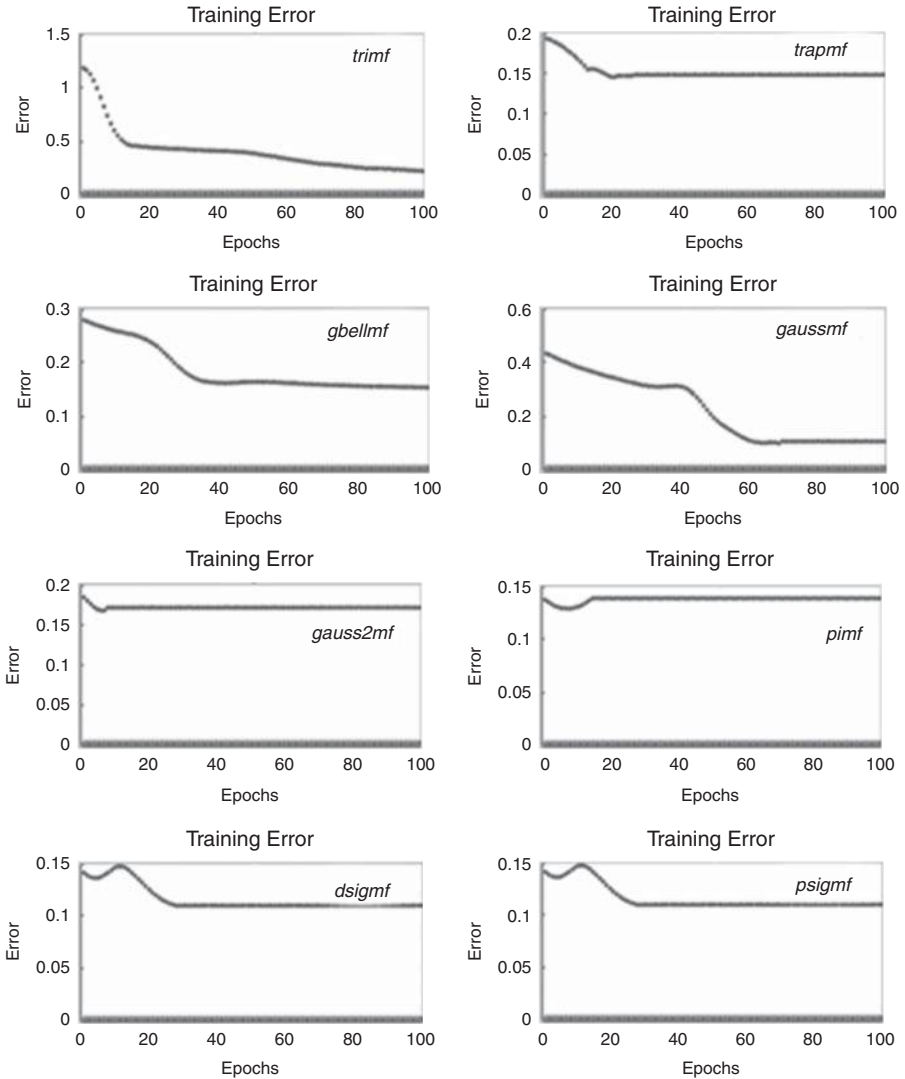 Training Error
1.5
1
0.5
0
Error
trimf
0 20 40 60 80 100
Epochs
Training Error
0.2
0.15
0.1
0.05
0
Error
trapmf
0 20 40 60 80 100
Epochs
Training Error
0.3
0.2
0.1
0
Error
gbellmf
0 20 40 60 80 100
Epochs
Training Error
0.6
0.4
0.2
0
Error
gaussmf
0 20 40 60 80 100
Epochs
Training Error
0.2
0.15
0.1
0.05
0
Error
gauss2mf
0 20 40 60 80 100
Epochs
Training Error
0.15
0.1
0.05
0
Error
pimf
0 20 40 60 80 100
Epochs
Training Error
0.15
0.1
0.05
0
Error
dsigmf
0 20 40 60 80 100
Epochs
Training Error
0.15
0.1
0.05
0
Error
psigmf
0 20 40 60 80 100
Epochs